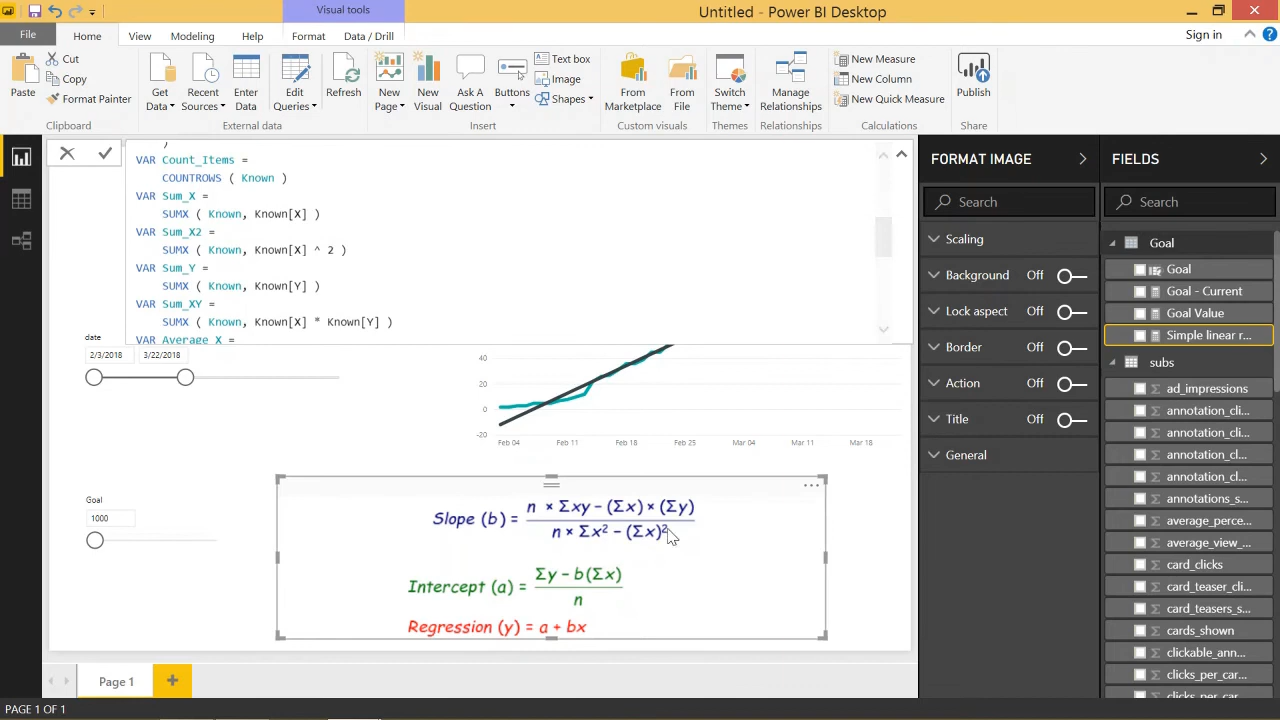 Visual tools
Untitled - Power BI Desktop
File
Home
View
Modeling
Help
Format
Data / Drill
Sign in
Paste
Cut
Copy
Format Painter
Clipboard
Get Data
Recent Sources
Enter Data
Edit Queries
Refresh
External data
New Page
New Visual
Ask A Question
Buttons
Text box
Image
Shapes
Insert
From Marketplace
From File
Custom visuals
Switch Theme
Themes
Manage Relationships
Relationships
New Measure
New Column
New Quick Measure
Calculations
Publish
Share
)
VAR Count_Items =
COUNTROWS ( Known )
VAR Sum_X =
SUMX ( Known, Known[X] )
VAR Sum_X2 =
SUMX ( Known, Known[X] ^ 2 )
VAR Sum_Y =
SUMX ( Known, Known[Y] )
VAR Sum_XY =
SUMX ( Known, Known[X] * Known[Y] )
VAR Average_X =
date
2/3/2018
3/22/2018
40
20
0
-20
Feb 04
Feb 11
Feb 18
Feb 25
Mar 04
Mar 11
Mar 18
Goal
1000
Slope (b) = n × Σxy − (Σx) × (Σy)
n × Σx² − (Σx)²
Intercept (a) = Σy − b(Σx)
n
Regression (y) = a + bx
FORMAT IMAGE
Search
Scaling
Background Off
Lock aspect Off
Border Off
Action Off
Title Off
General
FIELDS
Search
Goal
Goal
Goal - Current
Goal Value
Simple linear r...
subs
ad_impressions
annotation_cli...
annotation_cl...
annotation_cl...
annotation_cl...
annotations_s...
average_perce...
average_view_...
card_clicks
card_teaser_cli...
card_teasers_s...
cards_shown
clickable_ann...
clicks_per_car...
clicks_per_car...
Page 1
PAGE 1 OF 1